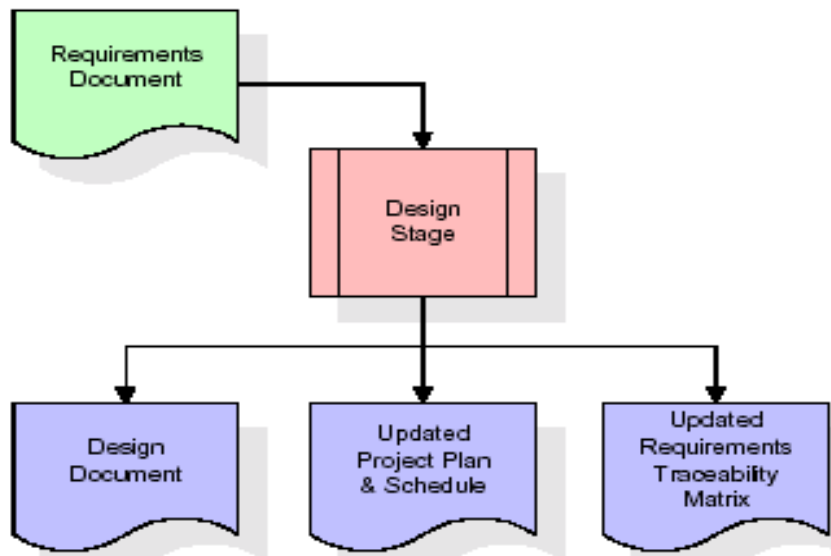 Requirements
Document
Design
Stage
Design
Document
Updated
Project Plan
& Schedule
Updated
Requirements
Traceability
Matrix